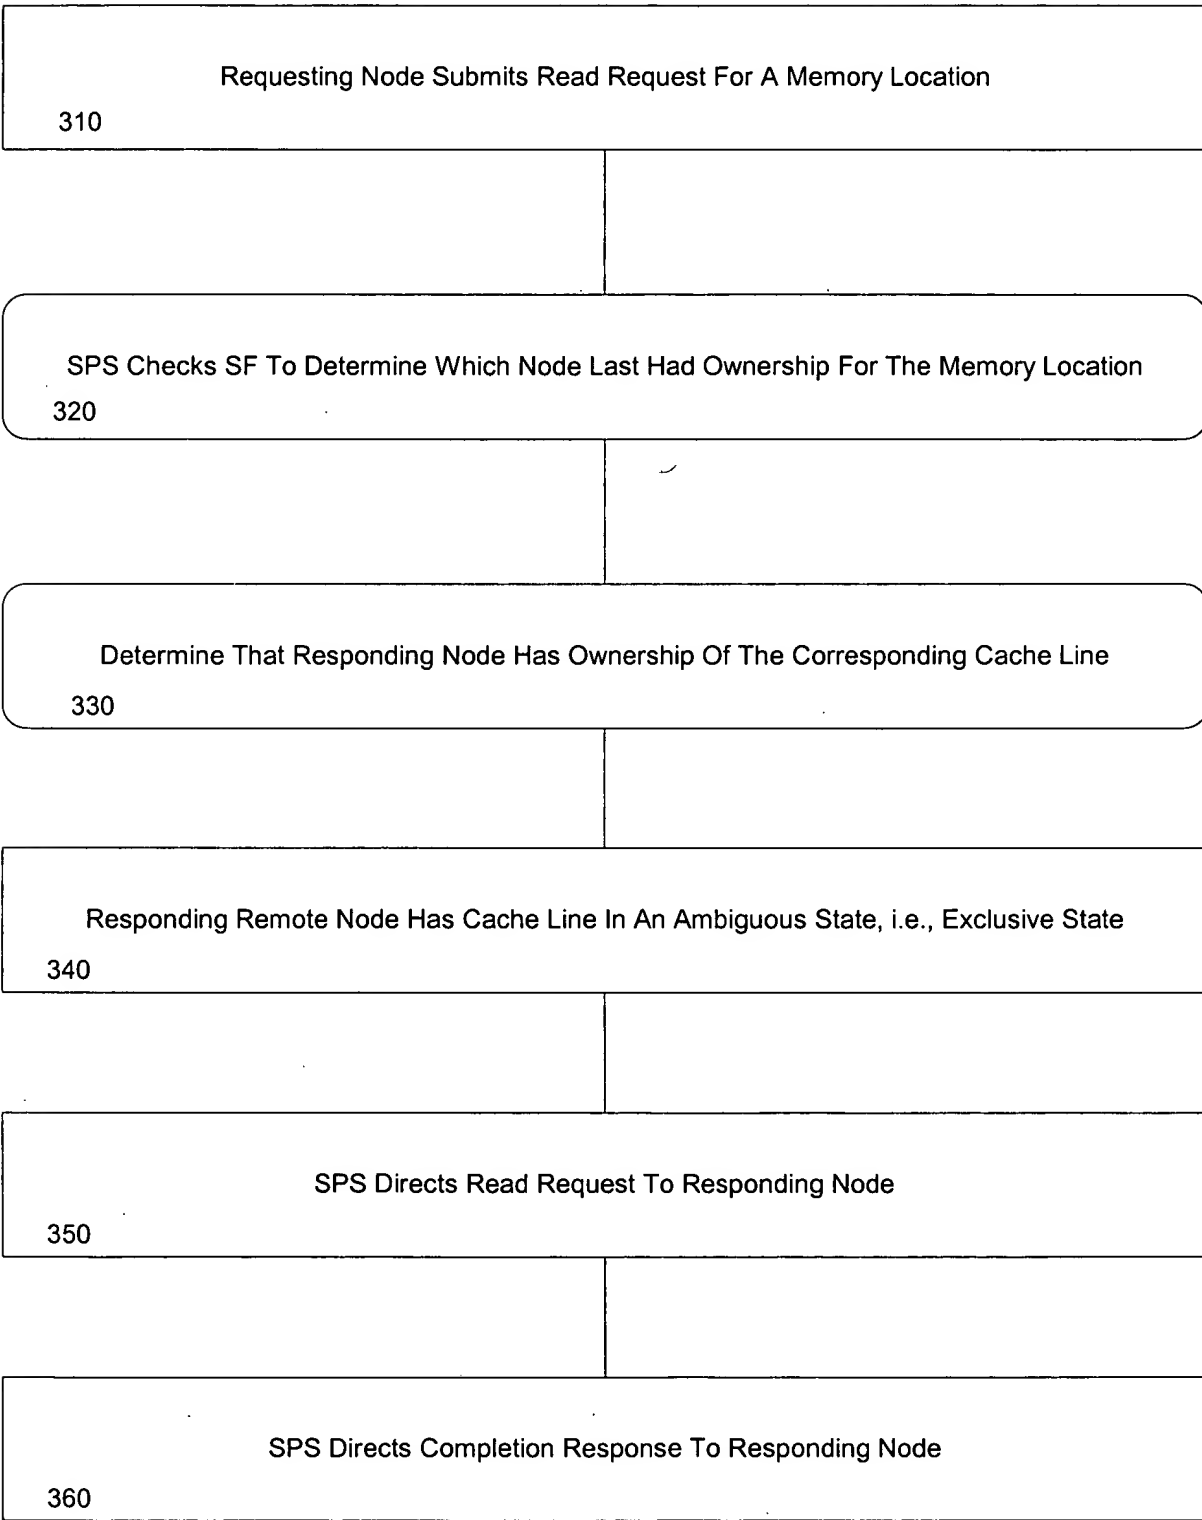 Requesting Node Submits Read Request For A Memory Location
310
SPS Checks SF To Determine Which Node Last Had Ownership For The Memory Location
320
Determine That Responding Node Has Ownership Of The Corresponding Cache Line
330
Responding Remote Node Has Cache Line In An Ambiguous State, i.e., Exclusive State
340
SPS Directs Read Request To Responding Node
350
SPS Directs Completion Response To Responding Node
360